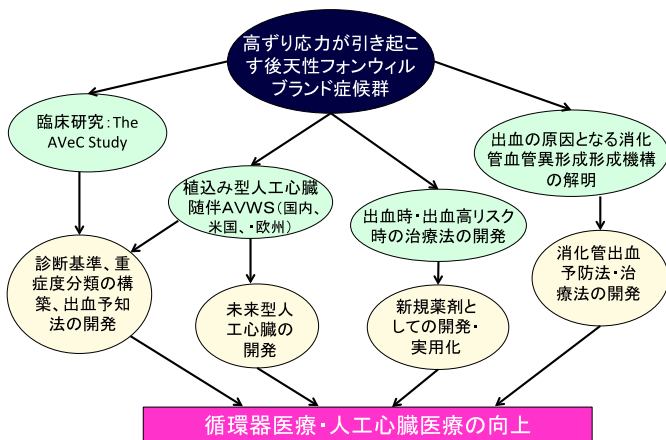 高ずり応力が引き起こ
す後天性フォンウィル
ブランド症候群
臨床研究:The
AVeC Study
植込み型人工心臓
随伴AVWS(国内、
米国、・欧州)
出血時・出血高リスク
時の治療法の開発
出血の原因となる消化
管血管異形成形成機構
の解明
診断基準、重
症度分類の構
築、出血予知
法の開発
未来型人
工心臓の
開発
新規薬剤と
しての開発・
実用化
消化管出血
予防法・治
療法の開発
循環器医療・人工心臓医療の向上